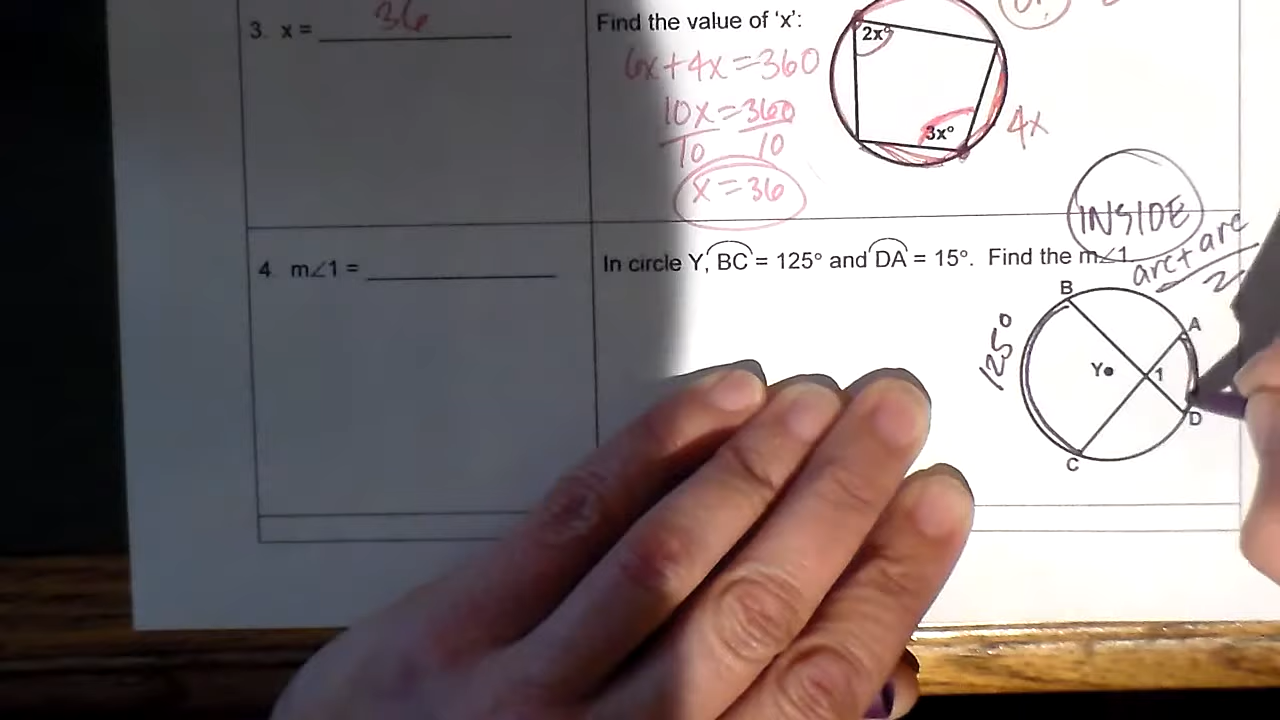 3. x = 36
Find the value of ‘x’:
6x+4x=360
10x=360
10 10
x=36
2x°
3x°
4x
INSIDE
arc+arc
2
4. m∠1 =
In circle Y, BC = 125° and DA = 15°. Find the m∠1.
B
A
125°
Y
1
D
C